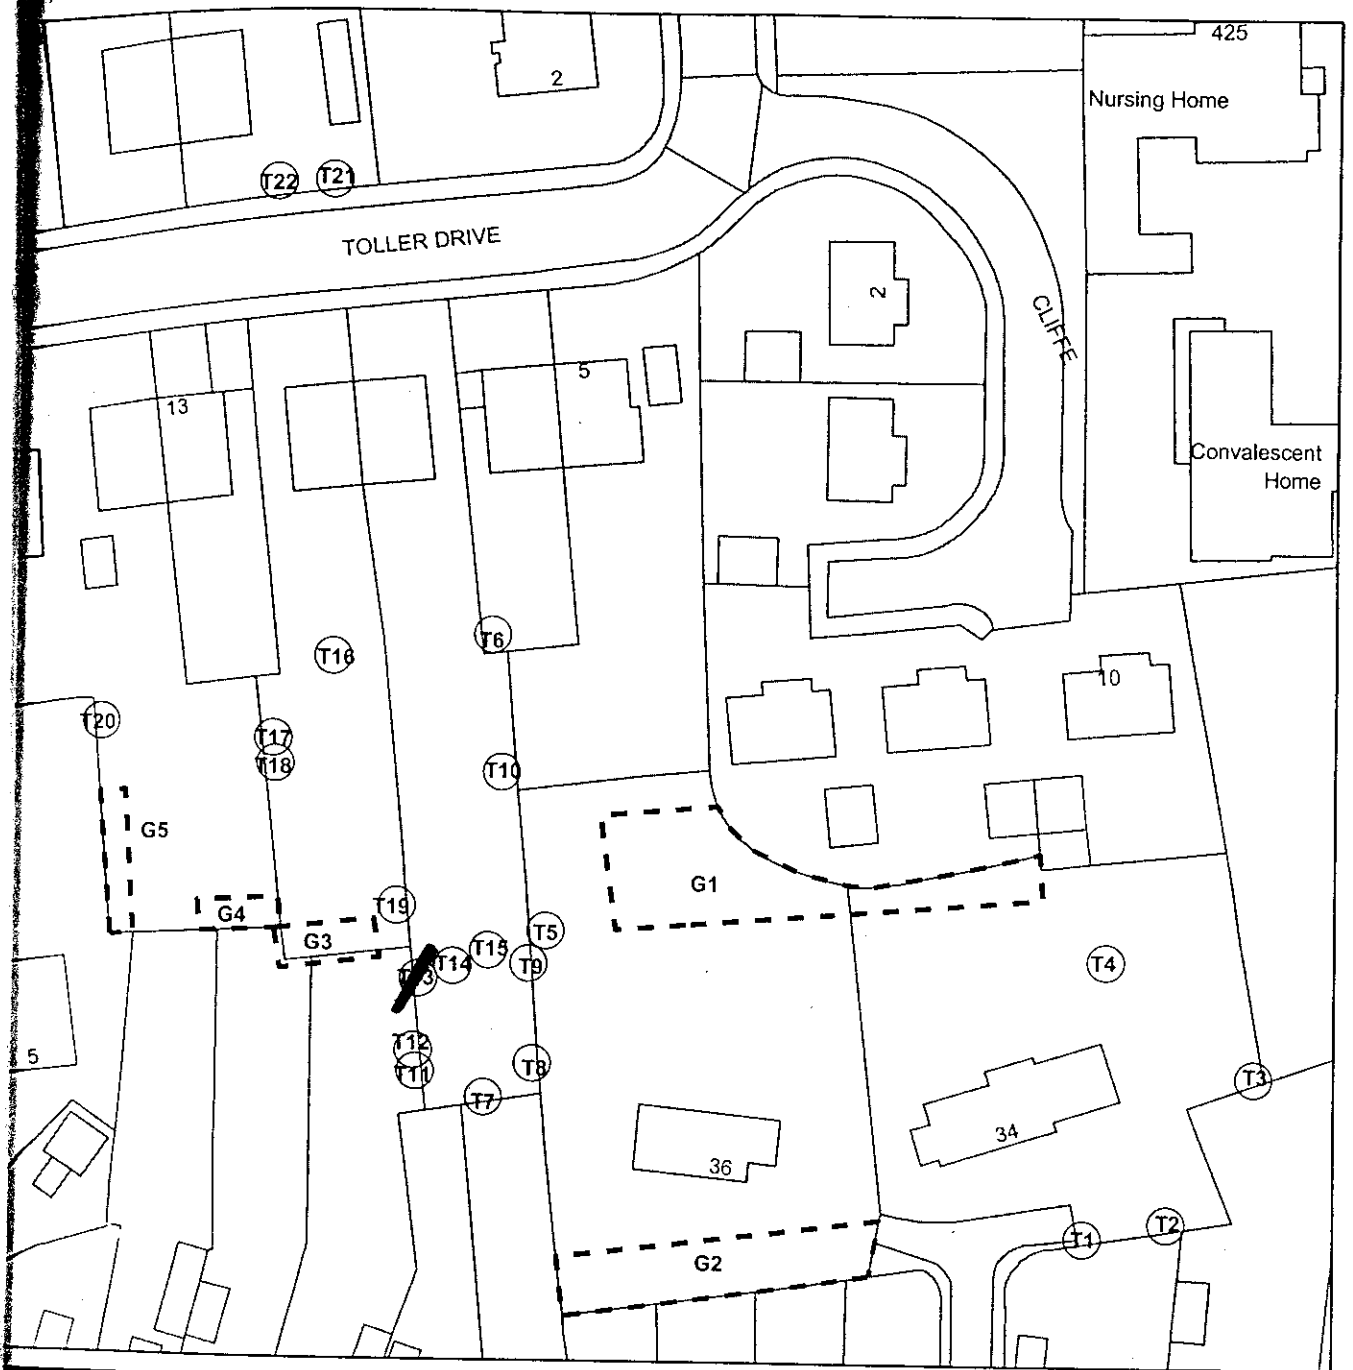 425
2
Nursing Home
T22 T21
TOLLER DRIVE
2
CLIFFE
5
13
Convalescent
Home
T6
T16
10
T20
T17
T18
T10
G5
G1
G4
T19
G3
T5
T15
T14
T9
T4
T13
T12
5
T11
T8
T3
T7
34
36
T2
T1
G2